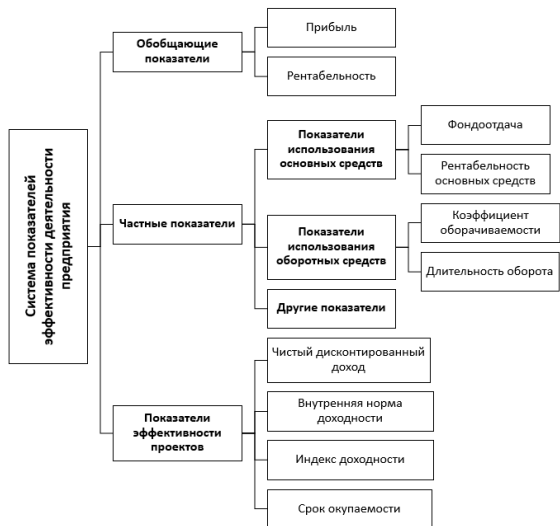 Система показателей
эффективности деятельности
предприятия
Обобщающие
показатели
Прибыль
Рентабельность
Частные показатели
Показатели
использования
основных средств
Фондоотдача
Рентабельность
основных средств
Показатели
использования
оборотных средств
Коэффициент
оборачиваемости
Длительность оборота
Другие показатели
Показатели
эффективности
проектов
Чистый дисконтированный
доход
Внутренняя норма
доходности
Индекс доходности
Срок окупаемости